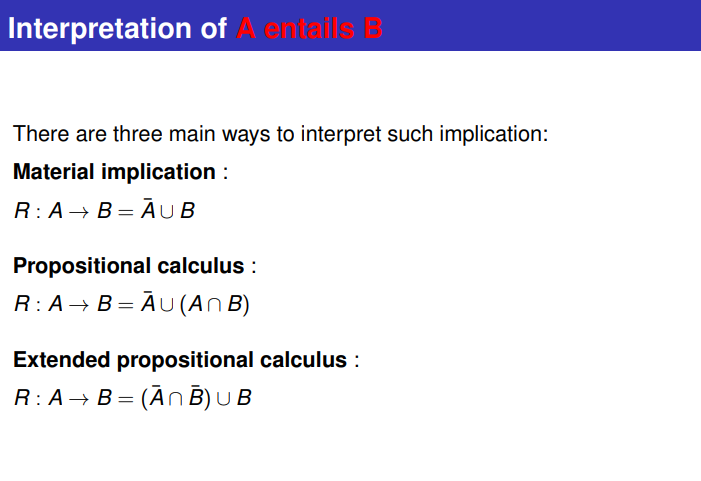 Interpretation of A entails B
There are three main ways to interpret such implication:
Material implication :
R : A → B = Ā ∪ B
Propositional calculus :
R : A → B = Ā ∪ (A ∩ B)
Extended propositional calculus :
R : A → B = (Ā ∩ B̄) ∪ B